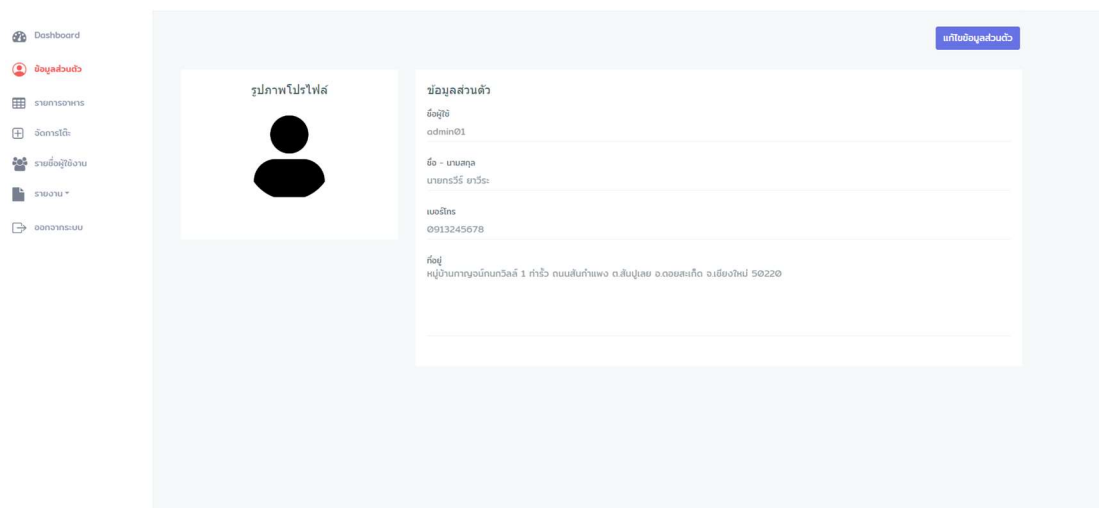 Dashboard
ข้อมูลส่วนตัว
รายการอาหาร
จัดการโต๊ะ
รายชื่อผู้ใช้งาน
รายงาน
ออกจากระบบ
แก้ไขข้อมูลส่วนตัว
รูปภาพโปรไฟล์
ข้อมูลส่วนตัว
ชื่อผู้ใช้
admin01
ชื่อ - นามสกุล
นายกรวีร์ ยาวีระ
เบอร์โทร
0913245678
ที่อยู่
หมู่บ้านกาญจน์กนกวิลล์ 1 ท่ารั้ว ถนนสันกำแพง ต.สันปูเลย อ.ดอยสะเก็ด จ.เชียงใหม่ 50220